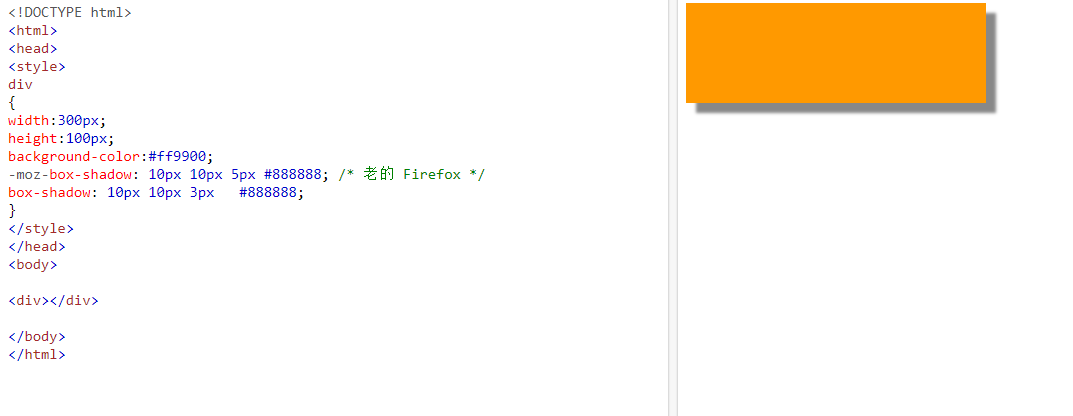 <!DOCTYPE html>
<html>
<head>
<style>
div
{
width:300px;
height:100px;
background-color:#ff9900;
-moz-box-shadow: 10px 10px 5px #888888; /* 老的 Firefox */
box-shadow: 10px 10px 3px   #888888;
}
</style>
</head>
<body>

<div></div>

</body>
</html>